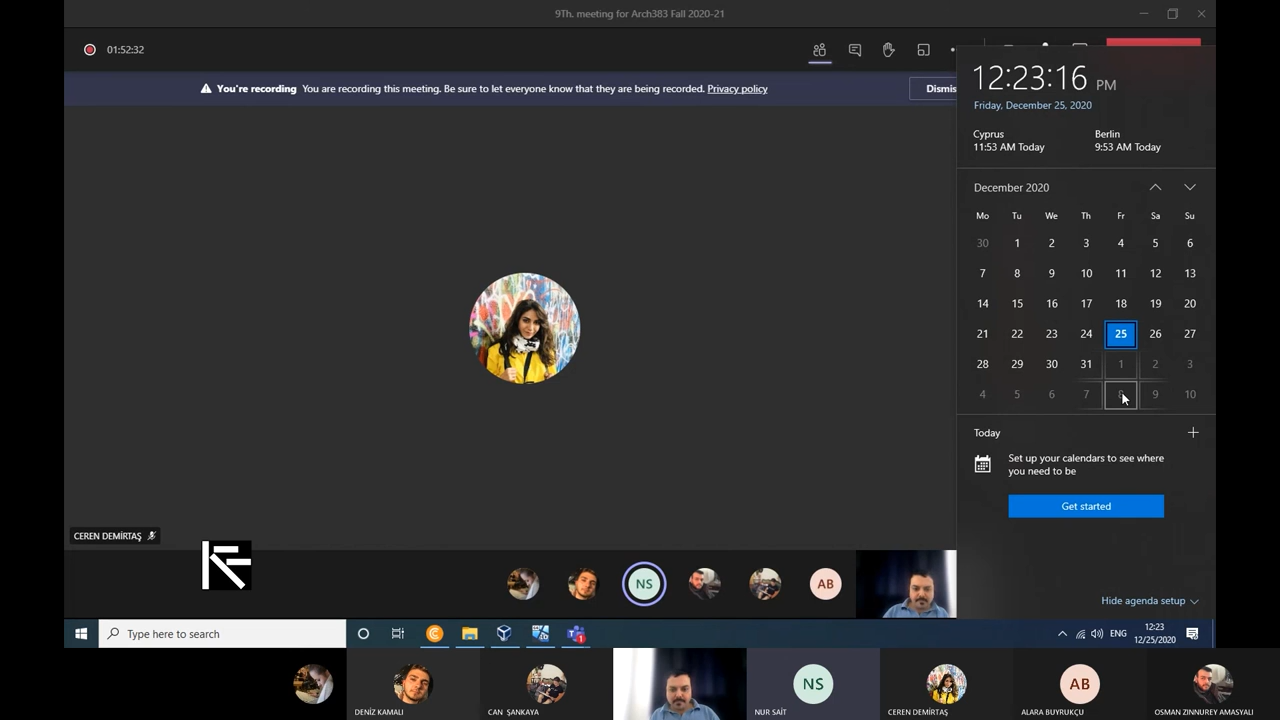 9Th. meeting for Arch383 Fall 2020-21
01:52:32
You're recording You are recording this meeting. Be sure to let everyone know that they are being recorded. Privacy policy
Dismis
12:23:16 PM
Friday, December 25, 2020
Cyprus
11:53 AM Today
Berlin
9:53 AM Today
December 2020
Mo Tu We Th Fr Sa Su
30 1 2 3 4 5 6
7 8 9 10 11 12 13
14 15 16 17 18 19 20
21 22 23 24 25 26 27
28 29 30 31 1 2 3
4 5 6 7 8 9 10
Today
Set up your calendars to see where
you need to be
Get started
Hide agenda setup
CEREN DEMİRTAŞ
NS
AB
Type here to search
1
ENG
12:23
12/25/2020
NS
AB
DENİZ KAMALI
CAN ŞANKAYA
NUR SAİT
CEREN DEMİRTAŞ
ALARA BUYRUKÇU
OSMAN ZINNUREY AMASYALI